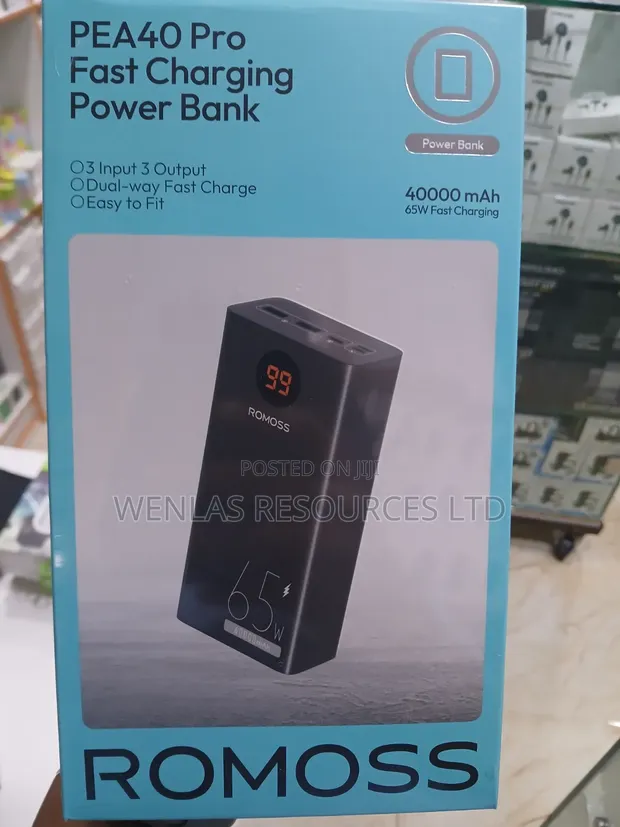 PEA40 Pro
Fast Charging
Power Bank
Power Bank
3 Input 3 Output
Dual-way Fast Charge
Easy to Fit
40000 mAh
65W Fast Charging
99
ROMOSS
POSTED ON JIJI
WENLAS RESOURCES LTD
65W
ROMOSS